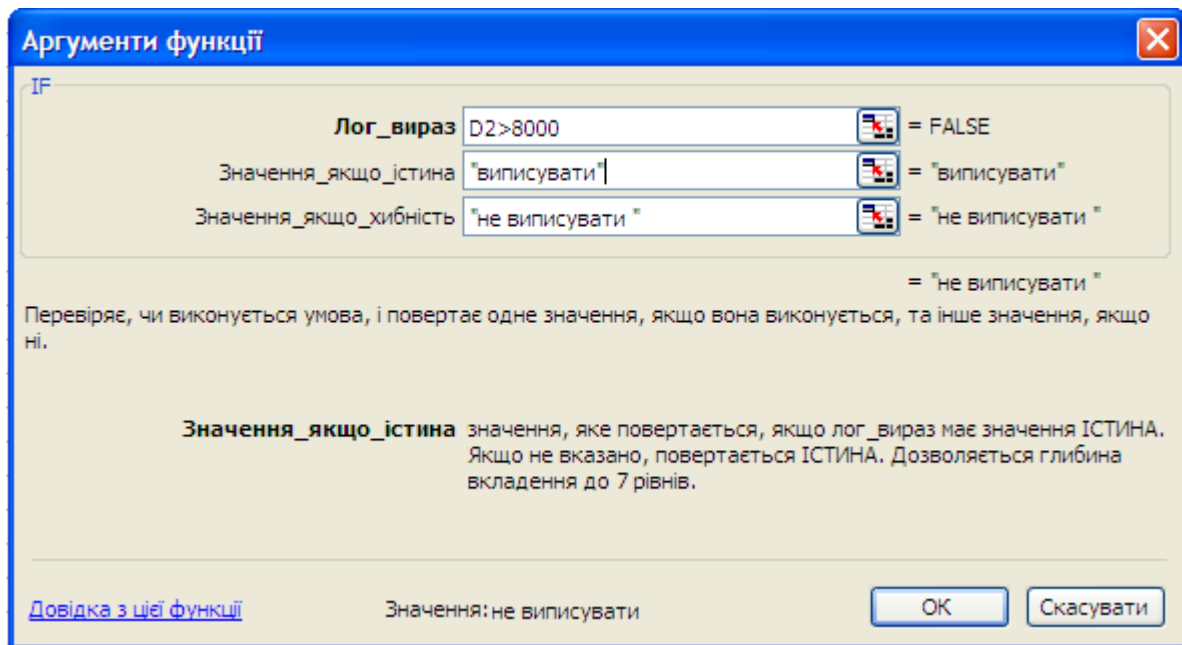 Аргументи функції
IF
Лог_вираз D2>8000 = FALSE
Значення_якщо_істина "виписувати" = "виписувати"
Значення_якщо_хибність "не виписувати " = "не виписувати "
= "не виписувати "
Перевіряє, чи виконується умова, і повертає одне значення, якщо вона виконується, та інше значення, якщо
ні.
Значення_якщо_істина значення, яке повертається, якщо лог_вираз має значення ІСТИНА.
Якщо не вказано, повертається ІСТИНА. Дозволяється глибина
вкладення до 7 рівнів.
Довідка з цієї функції Значення: не виписувати ОК Скасувати